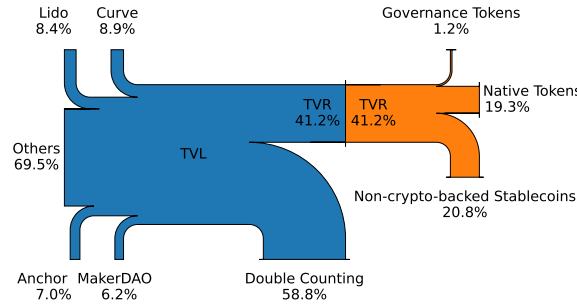 Lido
8.4%
Curve
8.9%
Governance Tokens
1.2%
TVR
41.2%
TVR
41.2%
Native Tokens
19.3%
Others
69.5%
TVL
Non-crypto-backed Stablecoins
20.8%
Anchor
7.0%
MakerDAO
6.2%
Double Counting
58.8%